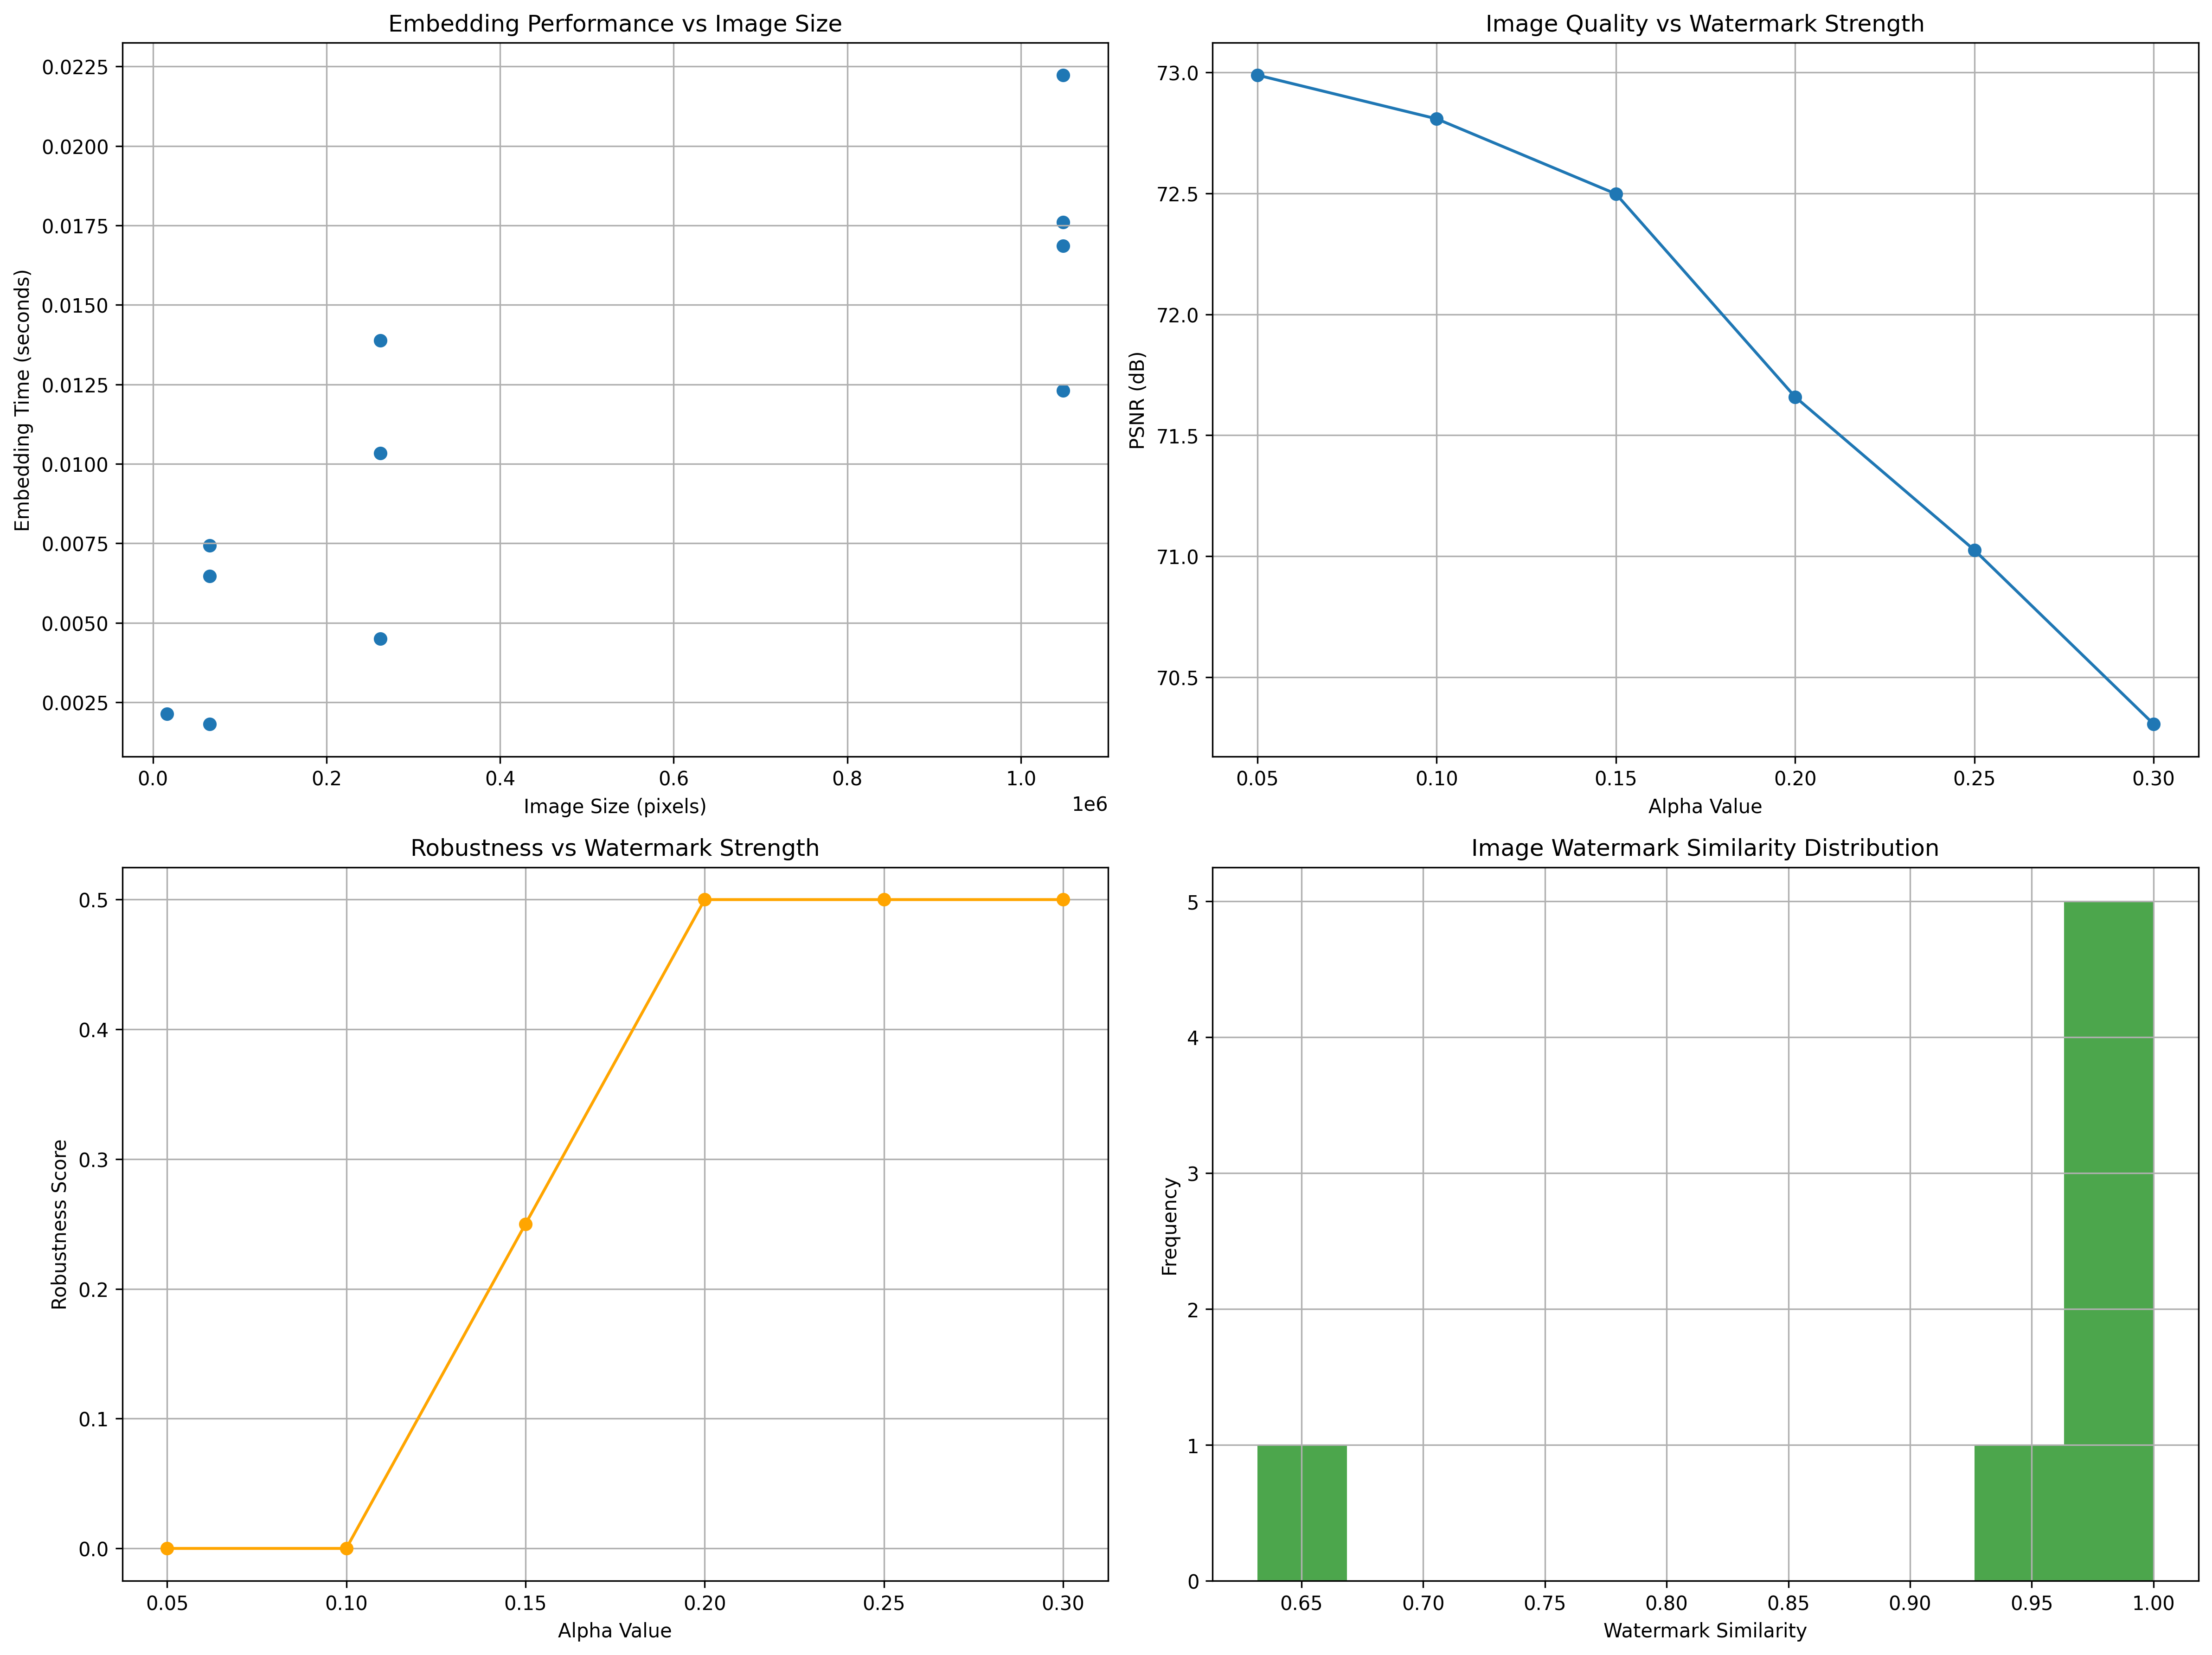 Embedding Performance vs Image Size
0.0225
0.0200
0.0175
0.0150
0.0125
0.0100
0.0075
0.0050
0.0025
Embedding Time (seconds)
0.0 0.2 0.4 0.6 0.8 1.0
1e6
Image Size (pixels)
Image Quality vs Watermark Strength
73.0
72.5
72.0
71.5
71.0
70.5
PSNR (dB)
0.05 0.10 0.15 0.20 0.25 0.30
Alpha Value
Robustness vs Watermark Strength
0.5
0.4
0.3
0.2
0.1
0.0
Robustness Score
0.05 0.10 0.15 0.20 0.25 0.30
Alpha Value
Image Watermark Similarity Distribution
5
4
3
2
1
0
Frequency
0.65 0.70 0.75 0.80 0.85 0.90 0.95 1.00
Watermark Similarity